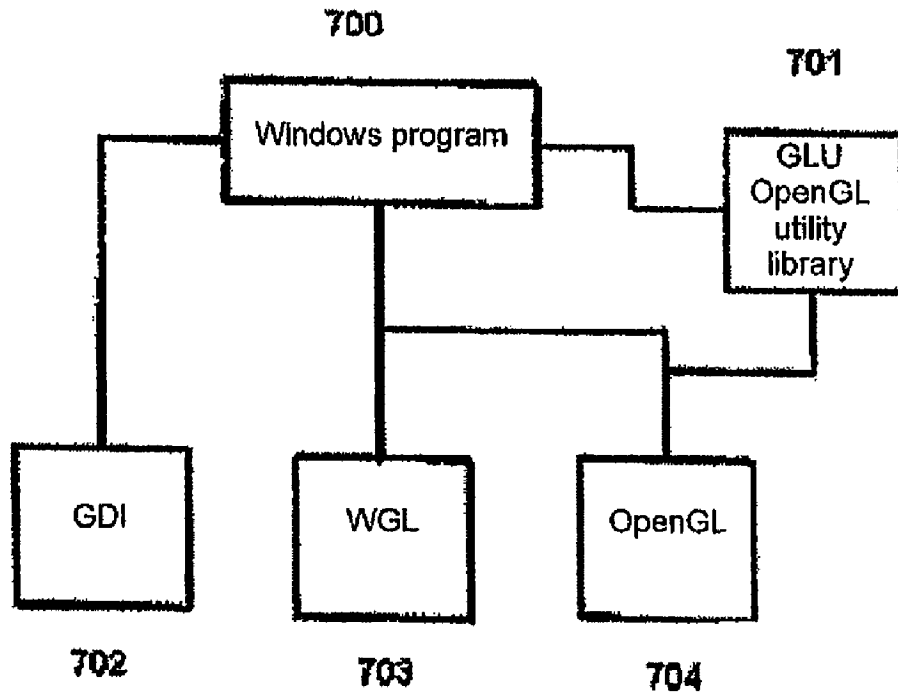 700
701
Windows program
GLU
OpenGL
utility
library
GDI
WGL
OpenGL
702
703
704